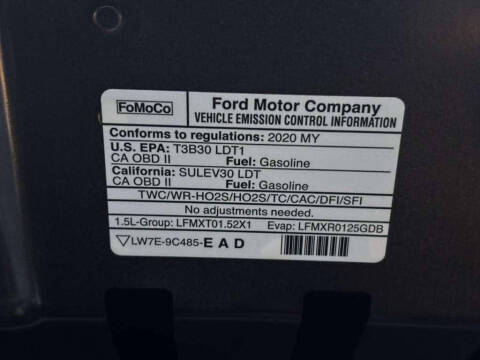 FoMoCo
Ford Motor Company
VEHICLE EMISSION CONTROL INFORMATION
Conforms to regulations: 2020 MY
U.S. EPA: T3B30 LDT1
CA OBD II Fuel: Gasoline
California: SULEV30 LDT
CA OBD II Fuel: Gasoline
TWC/WR-HO2S/HO2S/TC/CAC/DFI/SFI
No adjustments needed.
1.5L-Group: LFMXT01.52X1 Evap: LFMXR0125GDB
LW7E-9C485-E A D